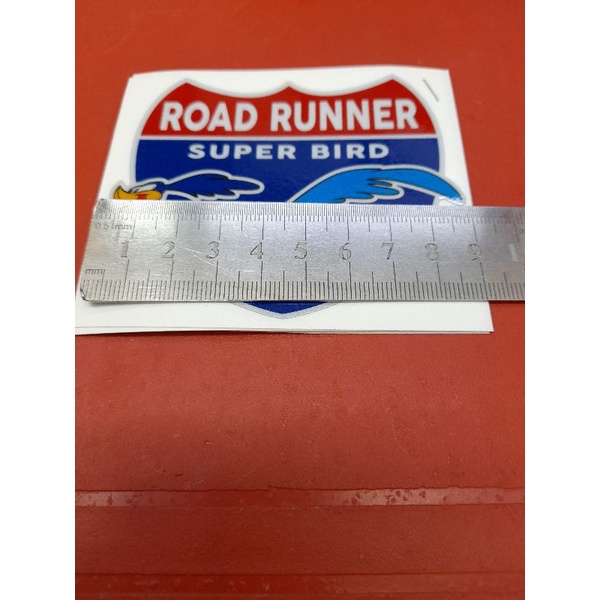 ROAD RUNNER
SUPER BIRD
0.5mm
1 2 3 4 5 6 7 8 9 1
mm